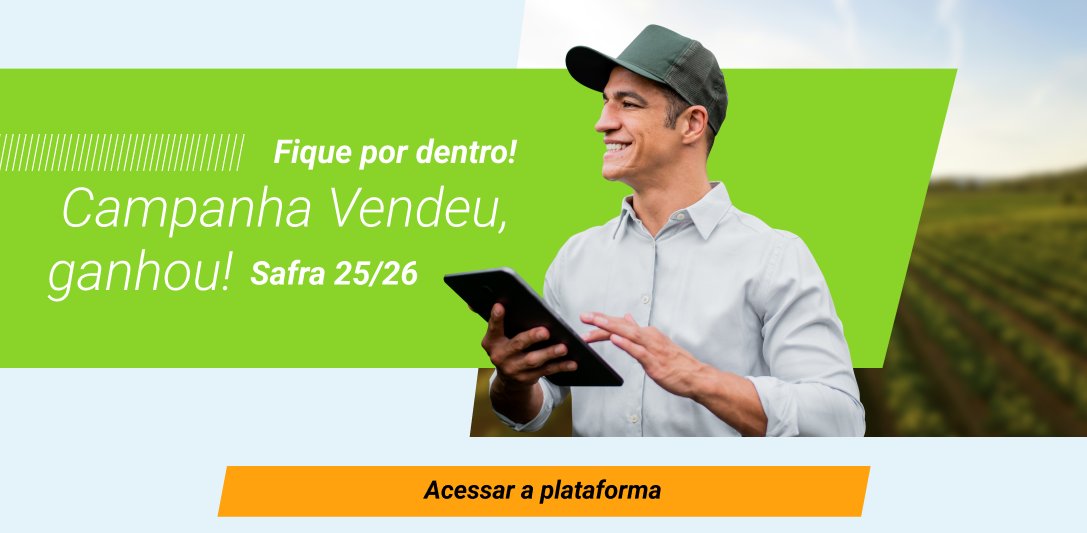 Fique por dentro!
Campanha Vendeu,
ganhou! Safra 25/26
Acessar a plataforma